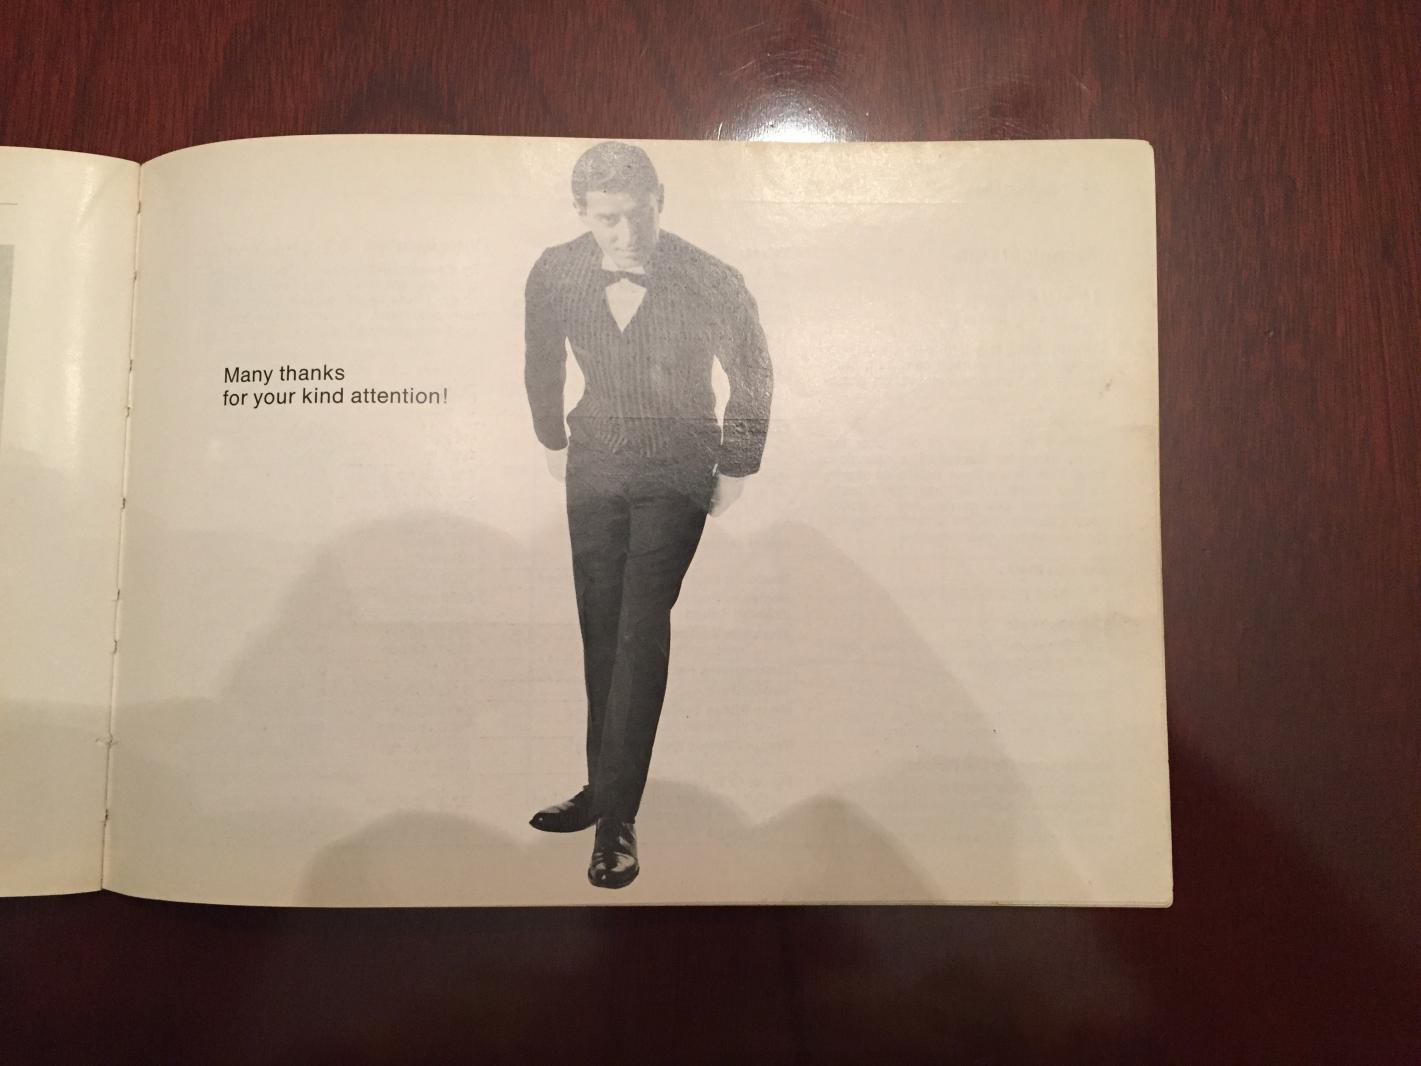 Many thanks
for your kind attention!